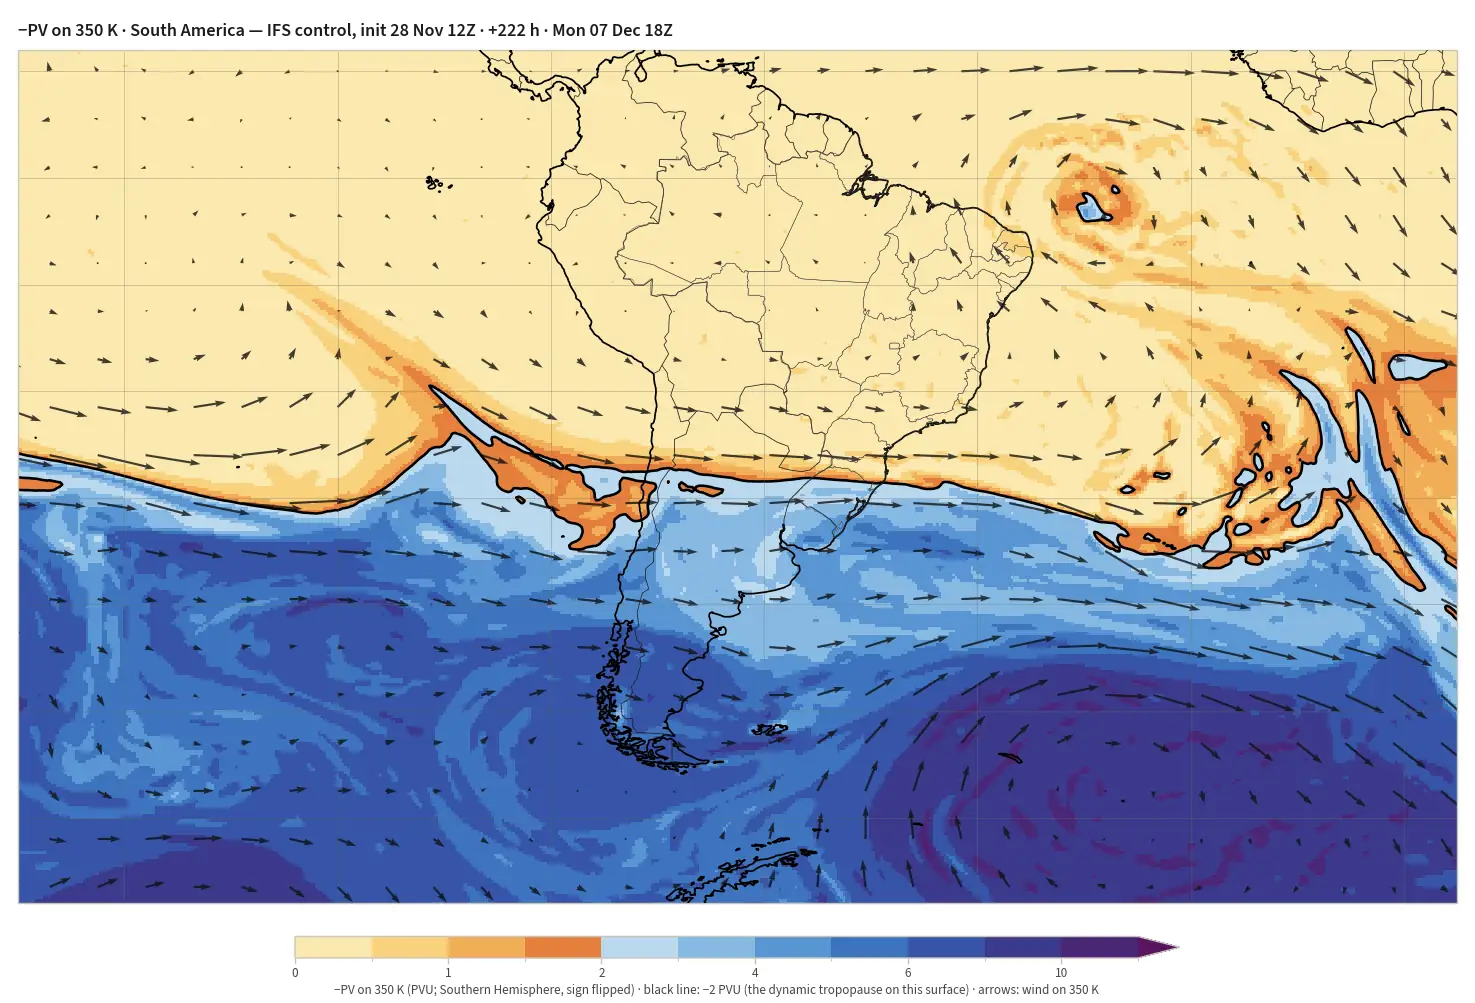 −PV on 350 K · South America — IFS control, init 28 Nov 12Z · +222 h · Mon 07 Dec 18Z
0 1 2 4 6 10
−PV on 350 K (PVU; Southern Hemisphere, sign flipped) · black line: −2 PVU (the dynamic tropopause on this surface) · arrows: wind on 350 K